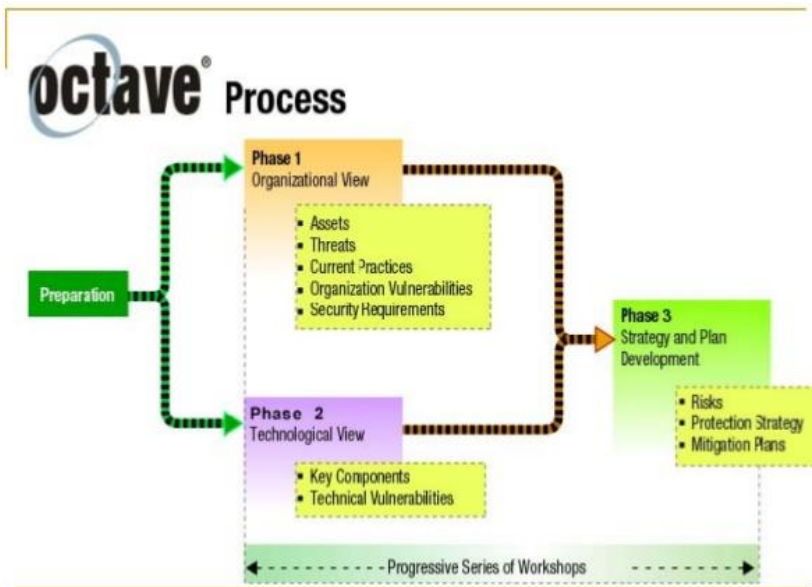 octave® Process
Phase 1
Organizational View
▪ Assets
▪ Threats
▪ Current Practices
▪ Organization Vulnerabilities
▪ Security Requirements
Preparation
Phase 2
Technological View
▪ Key Components
▪ Technical Vulnerabilities
Phase 3
Strategy and Plan
Development
▪ Risks
▪ Protection Strategy
▪ Mitigation Plans
Progressive Series of Workshops